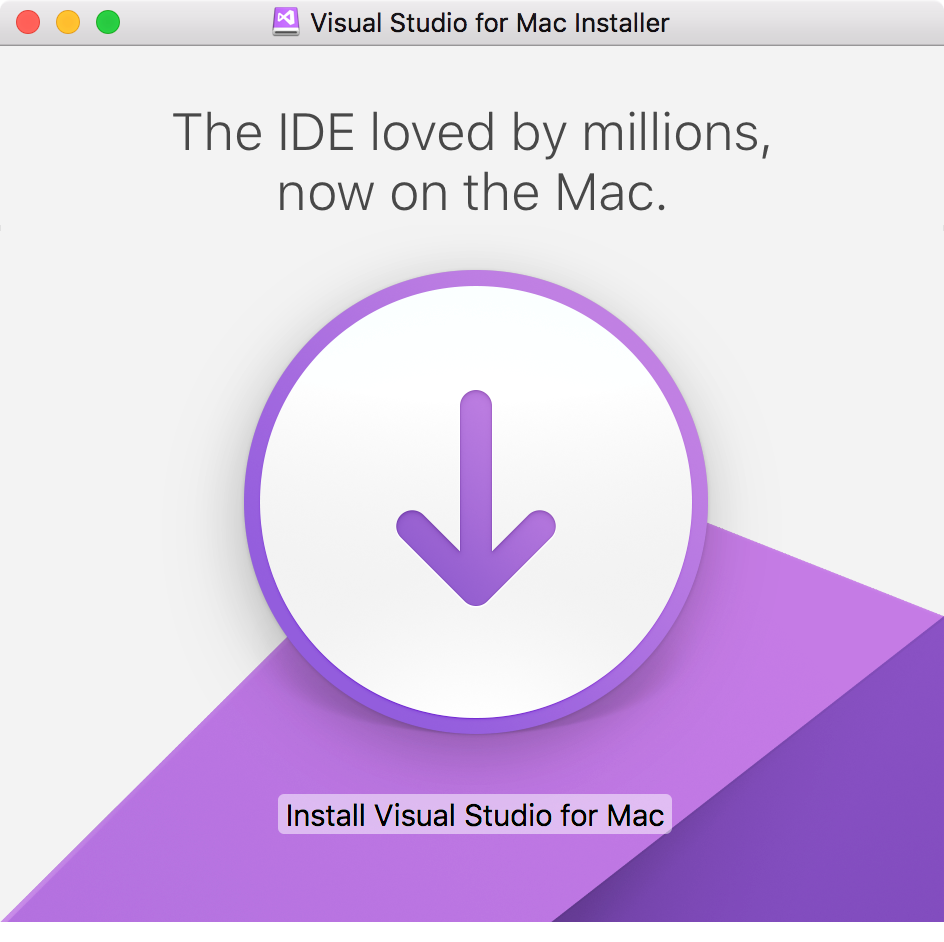 Visual Studio for Mac Installer
The IDE loved by millions,
now on the Mac.
Install Visual Studio for Mac